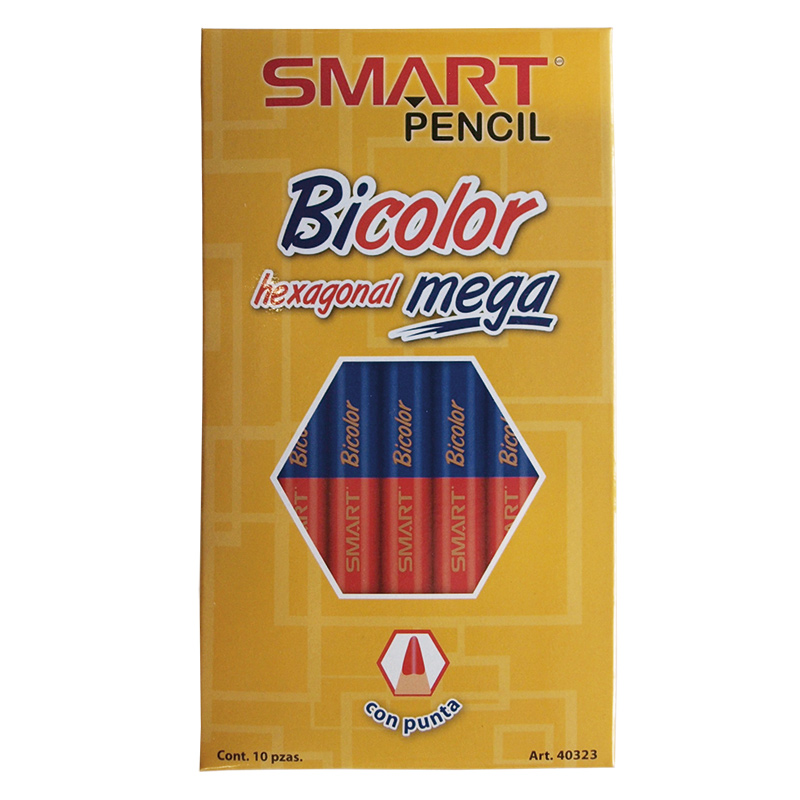 SMART
PENCIL
Bicolor
hexagonal mega
Bicolor Bicolor Bicolor
SMART SMART SMART
con punta
Cont. 10 pzas.
Art. 40323